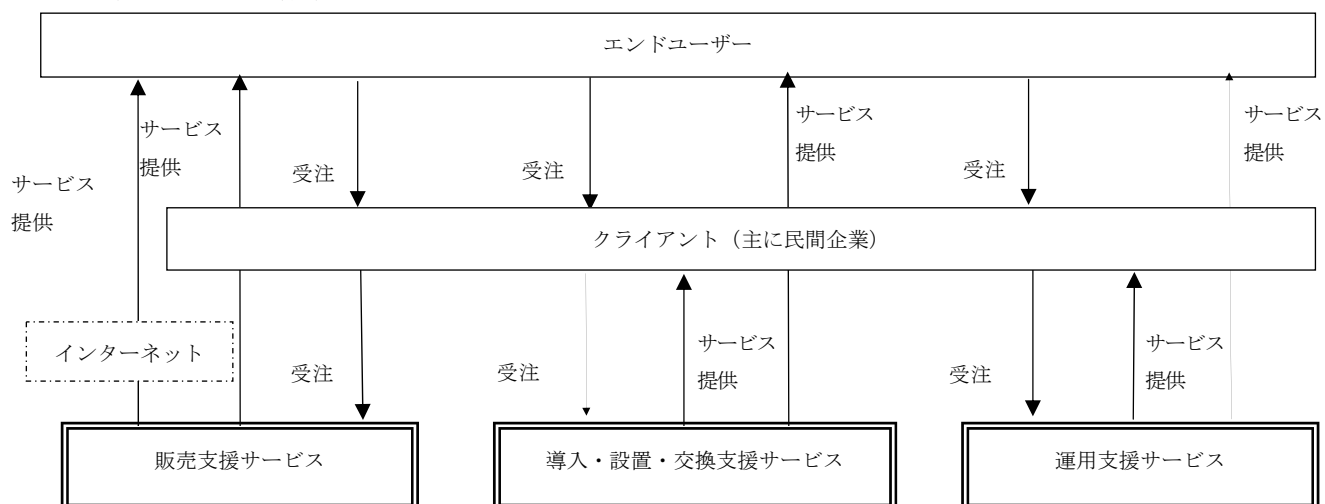 エンドユーザー
サービス
提供
サービス
提供
受注
受注
サービス
提供
受注
サービス
提供
クライアント（主に民間企業）
インターネット
受注
受注
サービス
提供
受注
サービス
提供
販売支援サービス
導入・設置・交換支援サービス
運用支援サービス